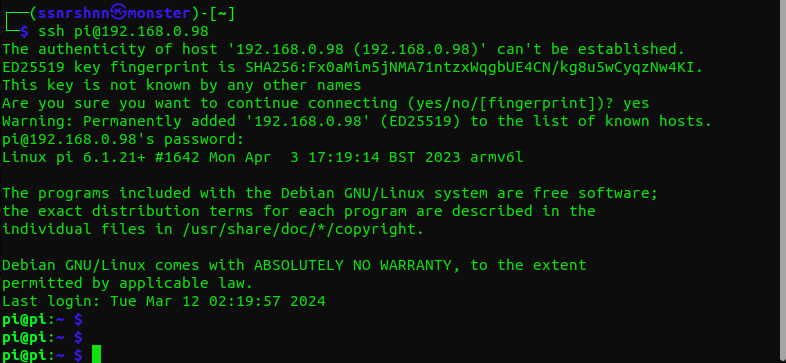 ┌──(ssnrshnn㉿monster)-[~]
└─$ ssh pi@192.168.0.98
The authenticity of host '192.168.0.98 (192.168.0.98)' can't be established.
ED25519 key fingerprint is SHA256:Fx0aMim5jNMA71ntzxWqgbUE4CN/kg8u5wCyqzNw4KI.
This key is not known by any other names
Are you sure you want to continue connecting (yes/no/[fingerprint])? yes
Warning: Permanently added '192.168.0.98' (ED25519) to the list of known hosts.
pi@192.168.0.98's password:
Linux pi 6.1.21+ #1642 Mon Apr  3 17:19:14 BST 2023 armv6l

The programs included with the Debian GNU/Linux system are free software;
the exact distribution terms for each program are described in the
individual files in /usr/share/doc/*/copyright.

Debian GNU/Linux comes with ABSOLUTELY NO WARRANTY, to the extent
permitted by applicable law.
Last login: Tue Mar 12 02:19:57 2024
pi@pi:~ $
pi@pi:~ $
pi@pi:~ $